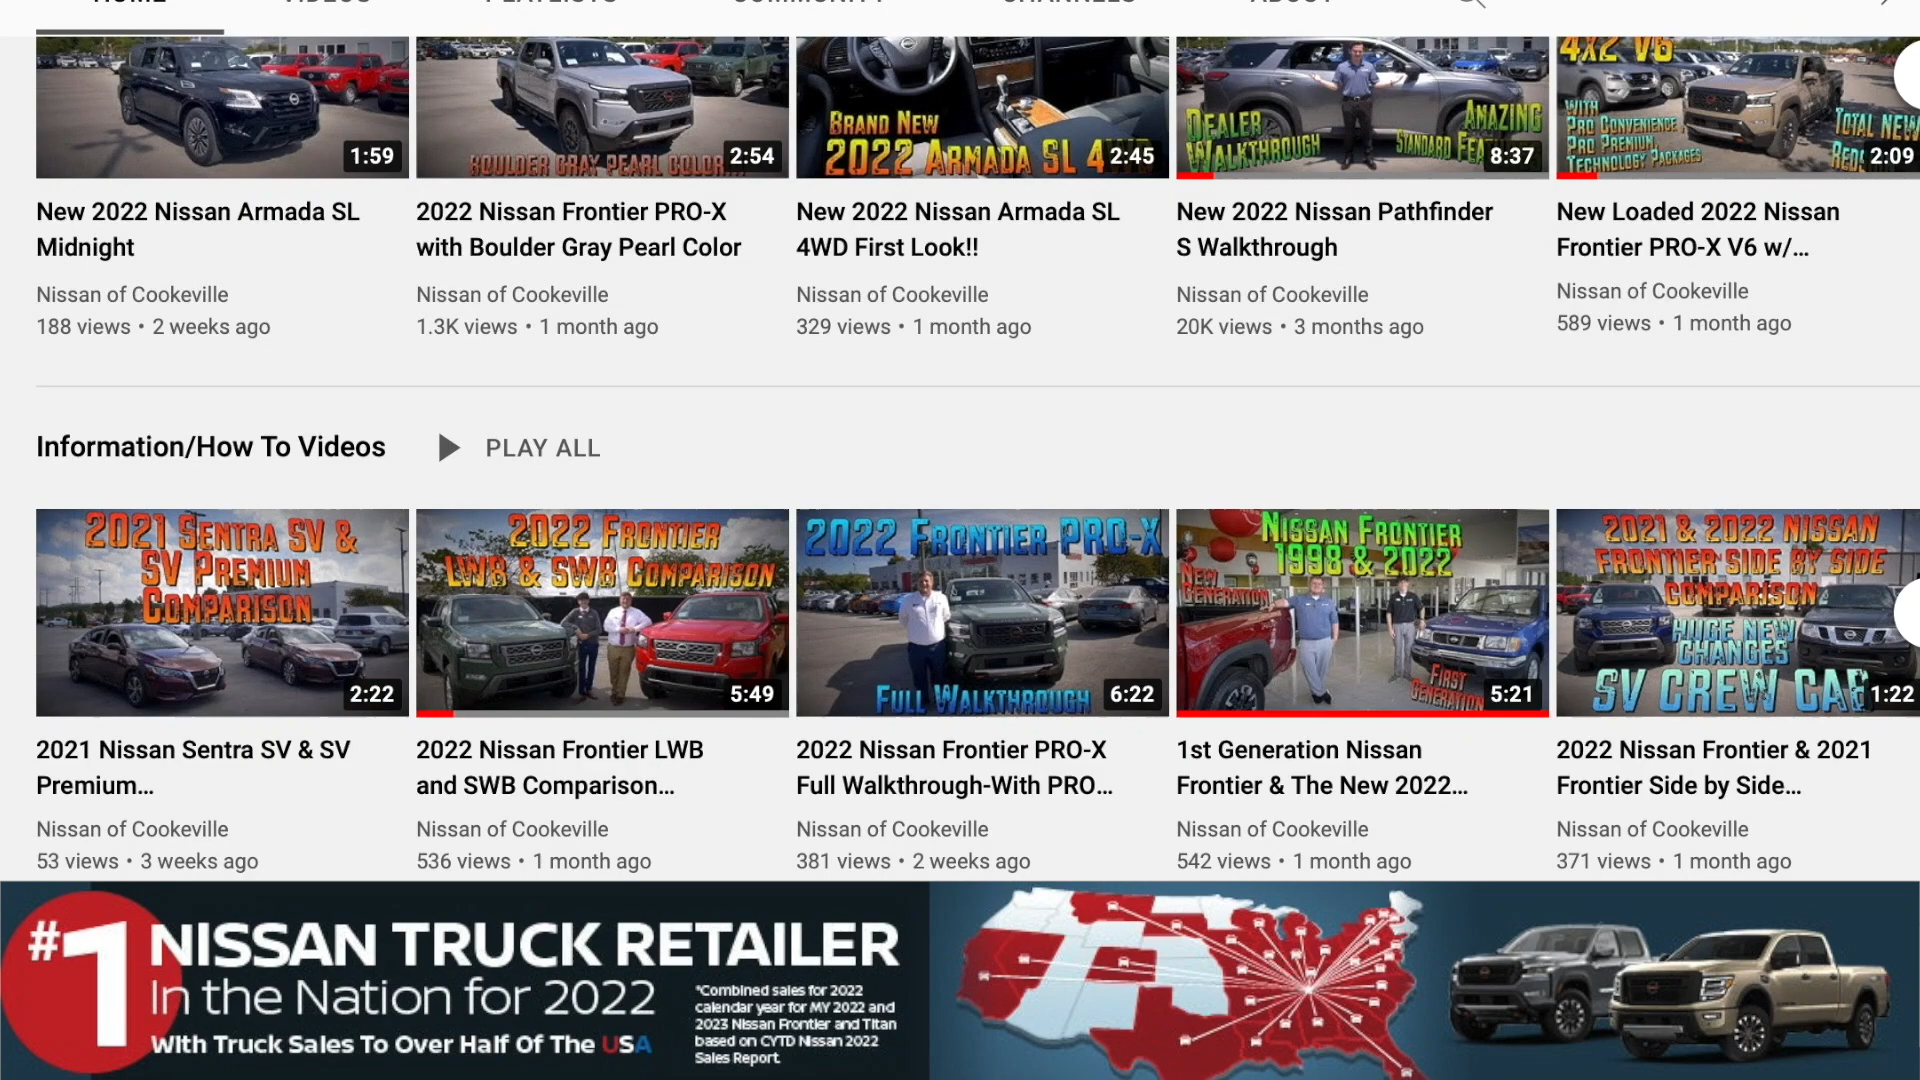 HOME VIDEOS PLAYLISTS COMMUNITY CHANNELS ABOUT
1:59
BOULDER GRAY PEARL COLOR
2:54
BRAND NEW
2022 ARMADA SL 4WD
2:45
DEALER
WALKTHROUGH
AMAZING
STANDARD FEA
8:37
4X2 V6
WITH
PRO CONVENIENCE,
PRO PREMIUM,
TECHNOLOGY PACKAGES
TOTAL NEW
RED
2:09
New 2022 Nissan Armada SL
Midnight
Nissan of Cookeville
188 views • 2 weeks ago
2022 Nissan Frontier PRO-X
with Boulder Gray Pearl Color
Nissan of Cookeville
1.3K views • 1 month ago
New 2022 Nissan Armada SL
4WD First Look!!
Nissan of Cookeville
329 views • 1 month ago
New 2022 Nissan Pathfinder
S Walkthrough
Nissan of Cookeville
20K views • 3 months ago
New Loaded 2022 Nissan
Frontier PRO-X V6 w/...
Nissan of Cookeville
589 views • 1 month ago
Information/How To Videos PLAY ALL
2021 SENTRA SV &
SV PREMIUM
COMPARISON
2:22
2022 FRONTIER
LWB & SWB COMPARISON
5:49
2022 FRONTIER PRO-X
FULL WALKTHROUGH
6:22
NISSAN FRONTIER
1998 & 2022
NEW
GENERATION
FIRST
GENERATION
5:21
2021 & 2022 NISSAN
FRONTIER SIDE BY SIDE
COMPARISON
HUGE NEW
CHANGES
SV CREW CAB
1:22
2021 Nissan Sentra SV & SV
Premium...
Nissan of Cookeville
53 views • 3 weeks ago
2022 Nissan Frontier LWB
and SWB Comparison...
Nissan of Cookeville
536 views • 1 month ago
2022 Nissan Frontier PRO-X
Full Walkthrough-With PRO...
Nissan of Cookeville
381 views • 2 weeks ago
1st Generation Nissan
Frontier & The New 2022...
Nissan of Cookeville
542 views • 1 month ago
2022 Nissan Frontier & 2021
Frontier Side by Side...
Nissan of Cookeville
371 views • 1 month ago
#1
NISSAN TRUCK RETAILER
In the Nation for 2022
With Truck Sales To Over Half Of The USA
*Combined sales for 2022
calendar year for MY 2022 and
2023 Nissan Frontier and Titan
based on CYTD Nissan 2022
Sales Report.